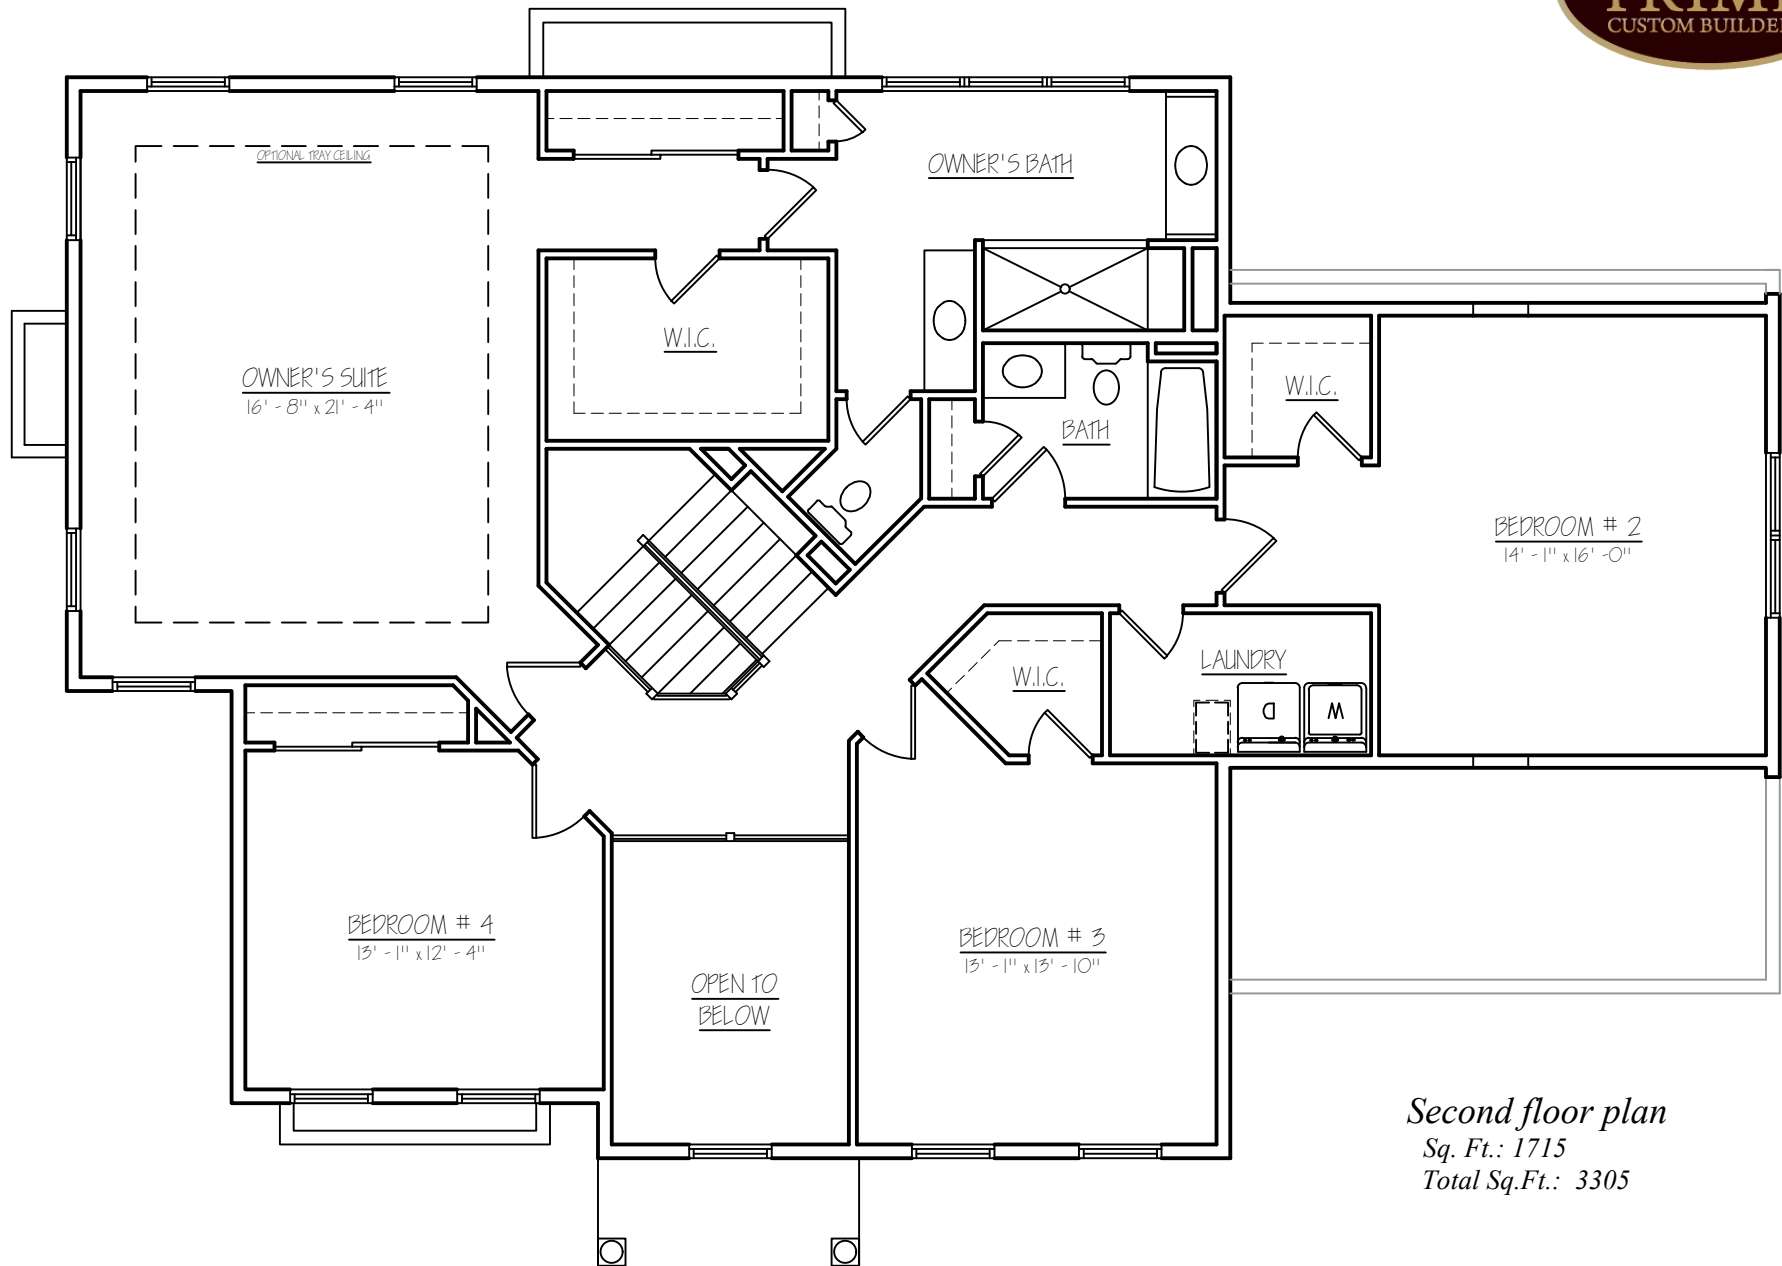 CUSTOM BUILDER
OPTIONAL TRAY CEILING
OWNER'S BATH
W.I.C.
OWNER'S SUITE
16' - 8" x 21' - 4"
W.I.C.
BATH
BEDROOM # 2
14' - 1" x 16' -0"
LAUNDRY
W.I.C.
D
W
BEDROOM # 4
13' - 1" x 12' - 4"
BEDROOM # 3
13' - 1" x 13' - 10"
OPEN TO
BELOW
Second floor plan
Sq. Ft.: 1715
Total Sq.Ft.: 3305